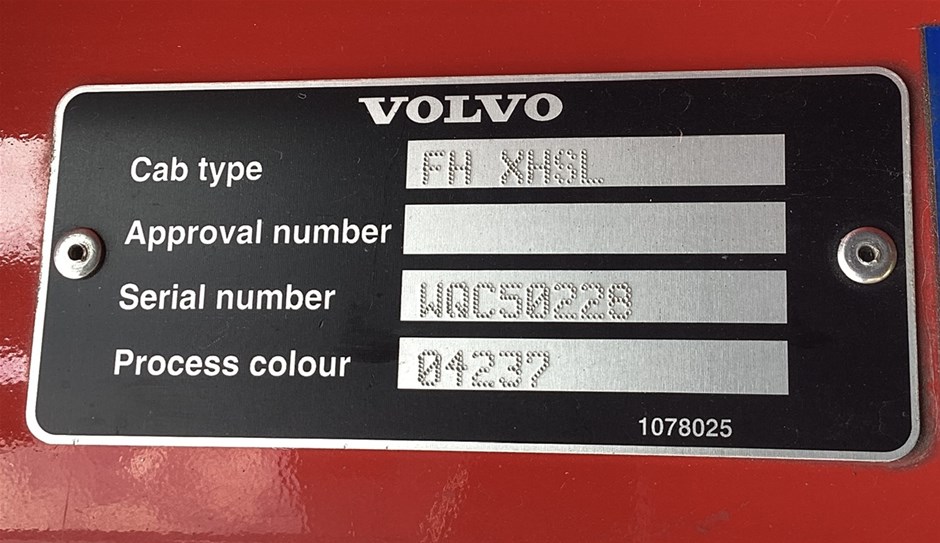 VOLVO
Cab type FH XHSL
Approval number
Serial number WQC50228
Process colour 04237
1078025